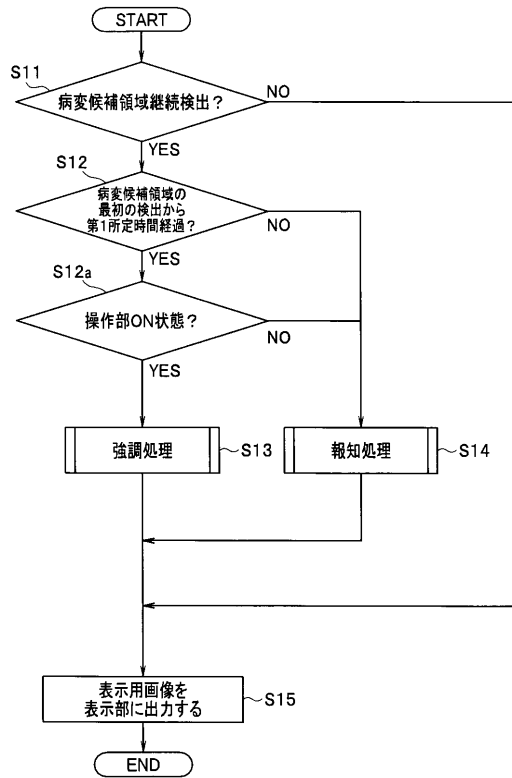 START
S11
病変候補領域継続検出？
NO
YES
S12
病変候補領域の
最初の検出から
第1所定時間経過？
NO
YES
S12a
操作部ON状態？
NO
YES
強調処理
S13
報知処理
S14
表示用画像を
表示部に出力する
S15
END